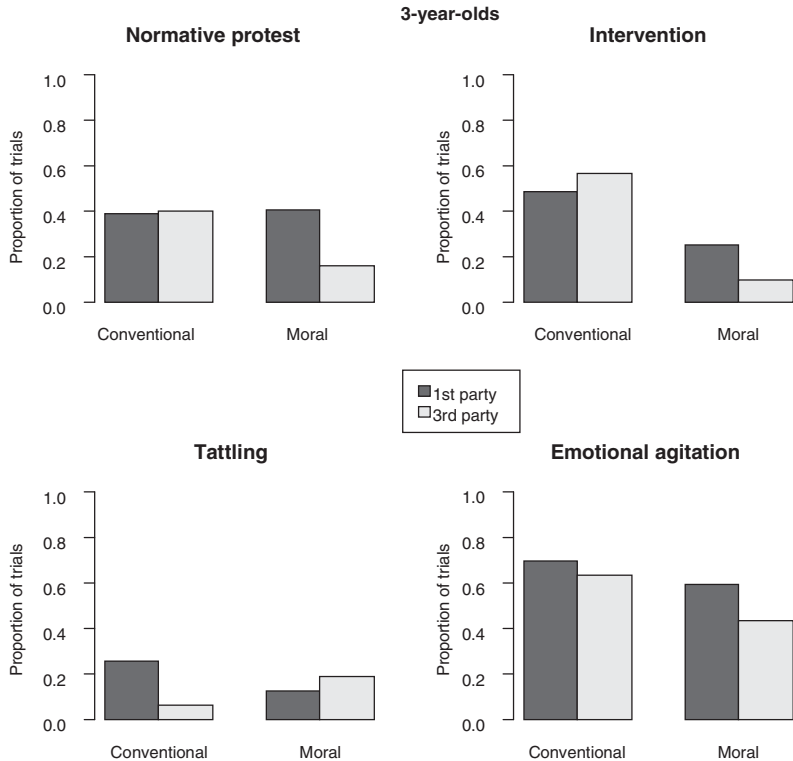 3-year-olds
Normative protest
Proportion of trials
1.0
0.8
0.6
0.4
0.2
0.0
Conventional Moral
Intervention
Proportion of trials
1.0
0.8
0.6
0.4
0.2
0.0
Conventional Moral
1st party
3rd party
Tattling
Proportion of trials
1.0
0.8
0.6
0.4
0.2
0.0
Conventional Moral
Emotional agitation
Proportion of trials
1.0
0.8
0.6
0.4
0.2
0.0
Conventional Moral